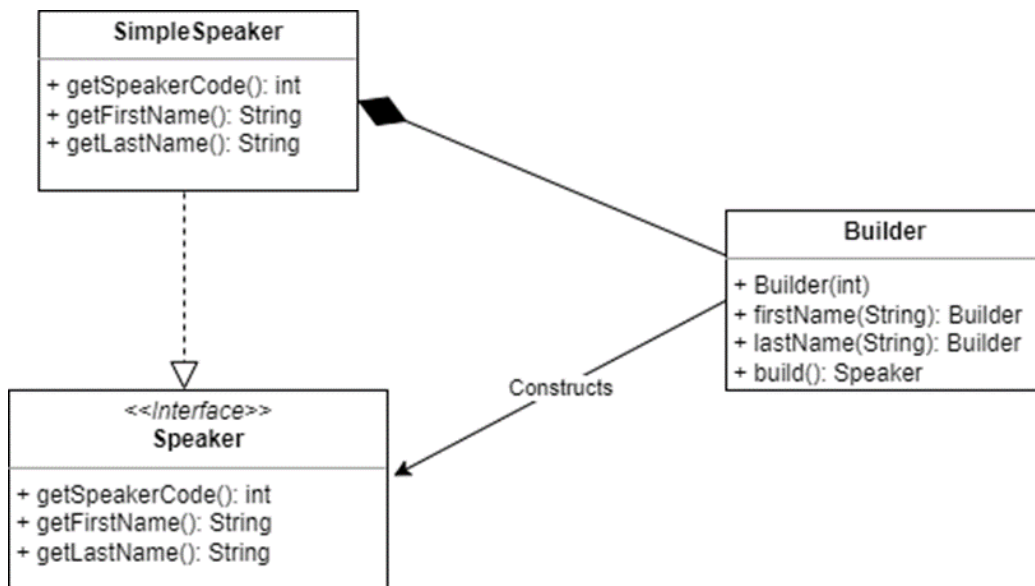 SimpleSpeaker
+ getSpeakerCode(): int
+ getFirstName(): String
+ getLastName(): String
Builder
+ Builder(int)
+ firstName(String): Builder
+ lastName(String): Builder
+ build(): Speaker
Constructs
<<Interface>>
Speaker
+ getSpeakerCode(): int
+ getFirstName(): String
+ getLastName(): String